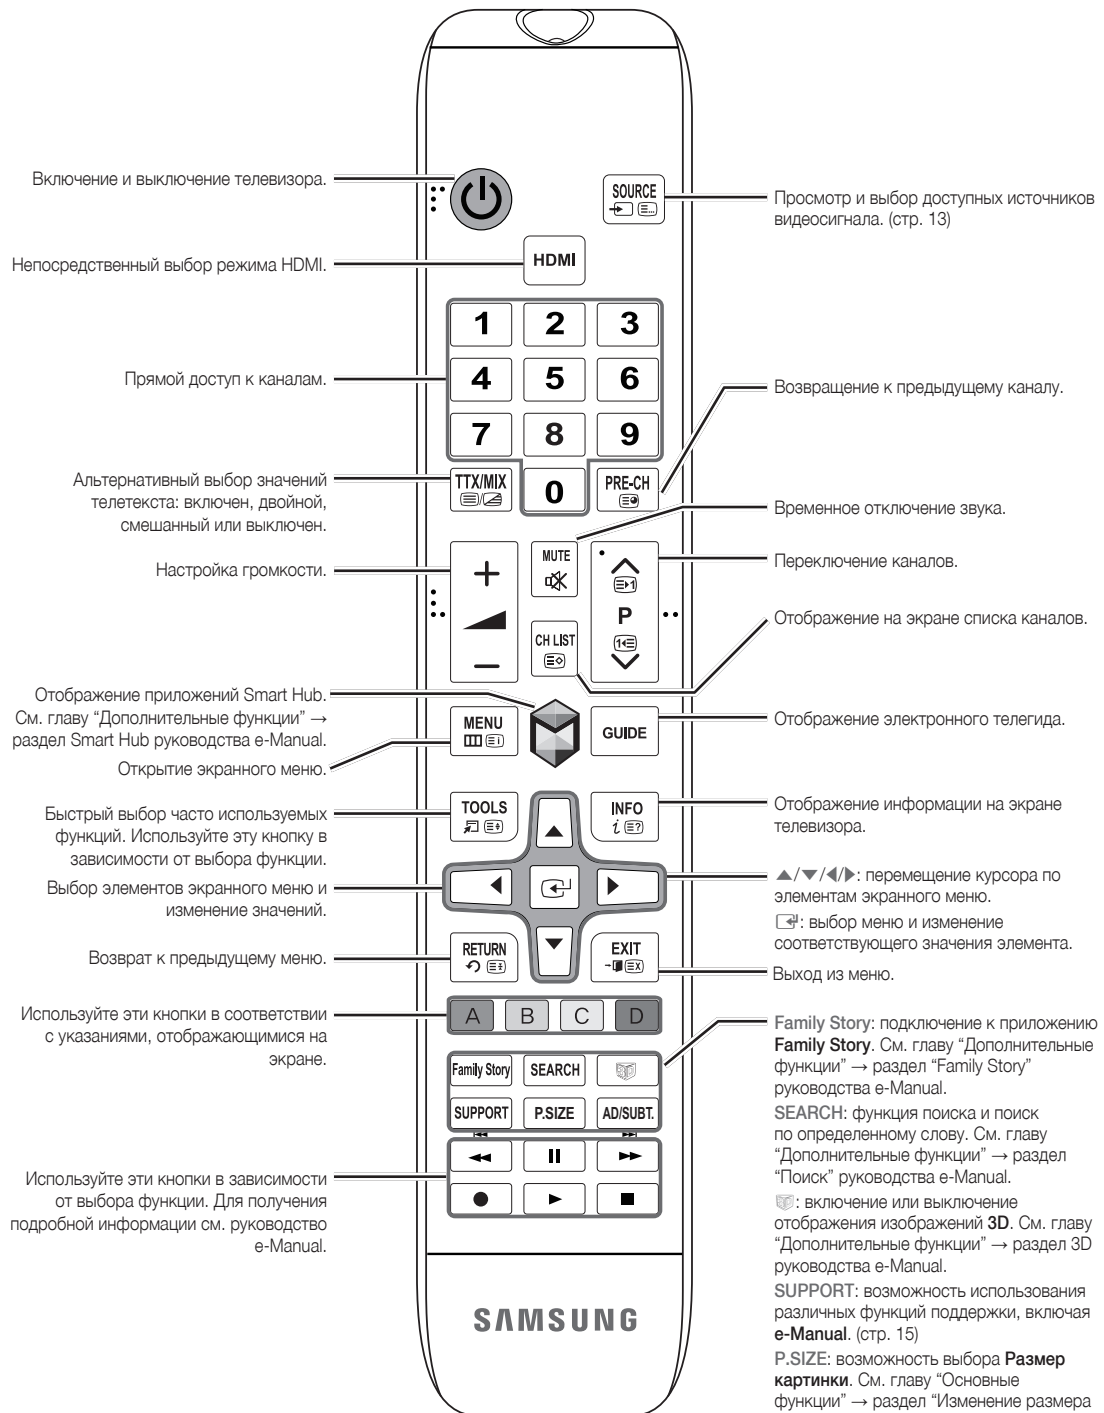 Включение и выключение телевизора.
SOURCE
Просмотр и выбор доступных источников
видеосигнала. (стр. 13)
Непосредственный выбор режима HDMI.
HDMI
1 2 3
Прямой доступ к каналам.
4 5 6
Возвращение к предыдущему каналу.
7 8 9
Альтернативный выбор значений
телетекста: включен, двойной,
смешанный или выключен.
TTX/MIX
0
PRE-CH
Временное отключение звука.
Настройка громкости.
+
MUTE
Переключение каналов.
P
CH LIST
−
Отображение на экране списка каналов.
Отображение приложений Smart Hub.
См. главу “Дополнительные функции” →
раздел Smart Hub руководства e-Manual.
MENU
GUIDE
Отображение электронного телегида.
Открытие экранного меню.
Быстрый выбор часто используемых
функций. Используйте эту кнопку в
зависимости от выбора функции.
TOOLS
INFO
Отображение информации на экране
телевизора.
Выбор элементов экранного меню и
изменение значений.
▲/▼/◀/▶: перемещение курсора по
элементам экранного меню.
: выбор меню и изменение
соответствующего значения элемента.
Возврат к предыдущему меню.
RETURN
EXIT
Выход из меню.
Используйте эти кнопки в соответствии
с указаниями, отображающимися на
экране.
A B C D
Family Story SEARCH
SUPPORT P.SIZE AD/SUBT.
Family Story: подключение к приложению
Family Story. См. главу “Дополнительные
функции” → раздел “Family Story”
руководства e-Manual.
SEARCH: функция поиска и поиск
по определенному слову. См. главу
“Дополнительные функции” → раздел
“Поиск” руководства e-Manual.
: включение или выключение
отображения изображений 3D. См. главу
“Дополнительные функции” → раздел 3D
руководства e-Manual.
SUPPORT: возможность использования
различных функций поддержки, включая
e-Manual. (стр. 15)
P.SIZE: возможность выбора Размер
картинки. См. главу “Основные
функции” → раздел “Изменение размера
Используйте эти кнопки в зависимости
от выбора функции. Для получения
подробной информации см. руководство
e-Manual.
SAMSUNG